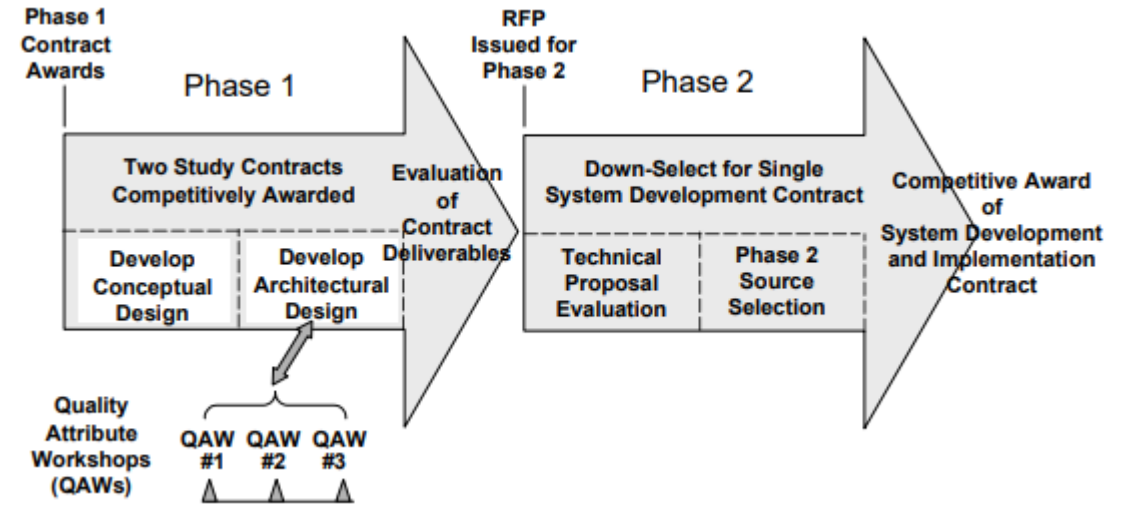 Phase 1
Contract
Awards
Phase 1
Two Study Contracts
Competitively Awarded
Develop
Conceptual
Design
Develop
Architectural
Design
Evaluation
of
Contract
Deliverables
Quality
Attribute
Workshops
(QAWs)
QAW QAW QAW
#1 #2 #3
RFP
Issued for
Phase 2
Phase 2
Down-Select for Single
System Development Contract
Technical
Proposal
Evaluation
Phase 2
Source
Selection
Competitive Award
of
System Development
and Implementation
Contract